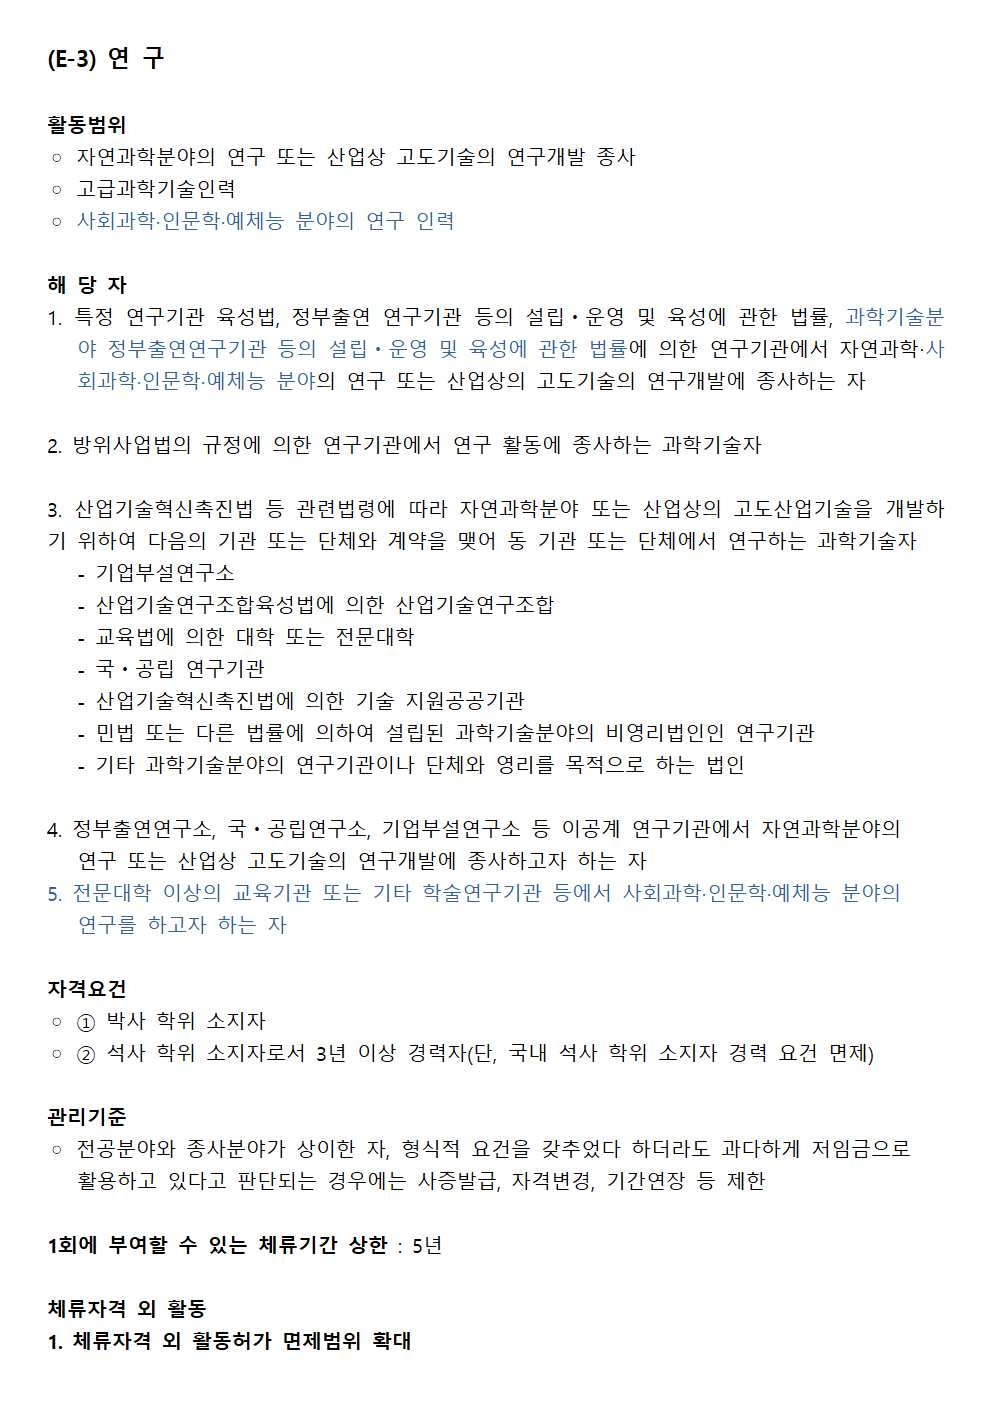 (E-3) 연 구
활동범위
○ 자연과학분야의 연구 또는 산업상 고도기술의 연구개발 종사
○ 고급과학기술인력
○ 사회과학·인문학·예체능 분야의 연구 인력
해 당 자
1. 특정 연구기관 육성법, 정부출연 연구기관 등의 설립·운영 및 육성에 관한 법률, 과학기술분
야 정부출연연구기관 등의 설립·운영 및 육성에 관한 법률에 의한 연구기관에서 자연과학·사
회과학·인문학·예체능 분야의 연구 또는 산업상의 고도기술의 연구개발에 종사하는 자
2. 방위사업법의 규정에 의한 연구기관에서 연구 활동에 종사하는 과학기술자
3. 산업기술혁신촉진법 등 관련법령에 따라 자연과학분야 또는 산업상의 고도산업기술을 개발하
기 위하여 다음의 기관 또는 단체와 계약을 맺어 동 기관 또는 단체에서 연구하는 과학기술자
- 기업부설연구소
- 산업기술연구조합육성법에 의한 산업기술연구조합
- 교육법에 의한 대학 또는 전문대학
- 국·공립 연구기관
- 산업기술혁신촉진법에 의한 기술 지원공공기관
- 민법 또는 다른 법률에 의하여 설립된 과학기술분야의 비영리법인인 연구기관
- 기타 과학기술분야의 연구기관이나 단체와 영리를 목적으로 하는 법인
4. 정부출연연구소, 국·공립연구소, 기업부설연구소 등 이공계 연구기관에서 자연과학분야의
연구 또는 산업상 고도기술의 연구개발에 종사하고자 하는 자
5. 전문대학 이상의 교육기관 또는 기타 학술연구기관 등에서 사회과학·인문학·예체능 분야의
연구를 하고자 하는 자
자격요건
○ ① 박사 학위 소지자
○ ② 석사 학위 소지자로서 3년 이상 경력자(단, 국내 석사 학위 소지자 경력 요건 면제)
관리기준
○ 전공분야와 종사분야가 상이한 자, 형식적 요건을 갖추었다 하더라도 과다하게 저임금으로
활용하고 있다고 판단되는 경우에는 사증발급, 자격변경, 기간연장 등 제한
1회에 부여할 수 있는 체류기간 상한 : 5년
체류자격 외 활동
1. 체류자격 외 활동허가 면제범위 확대